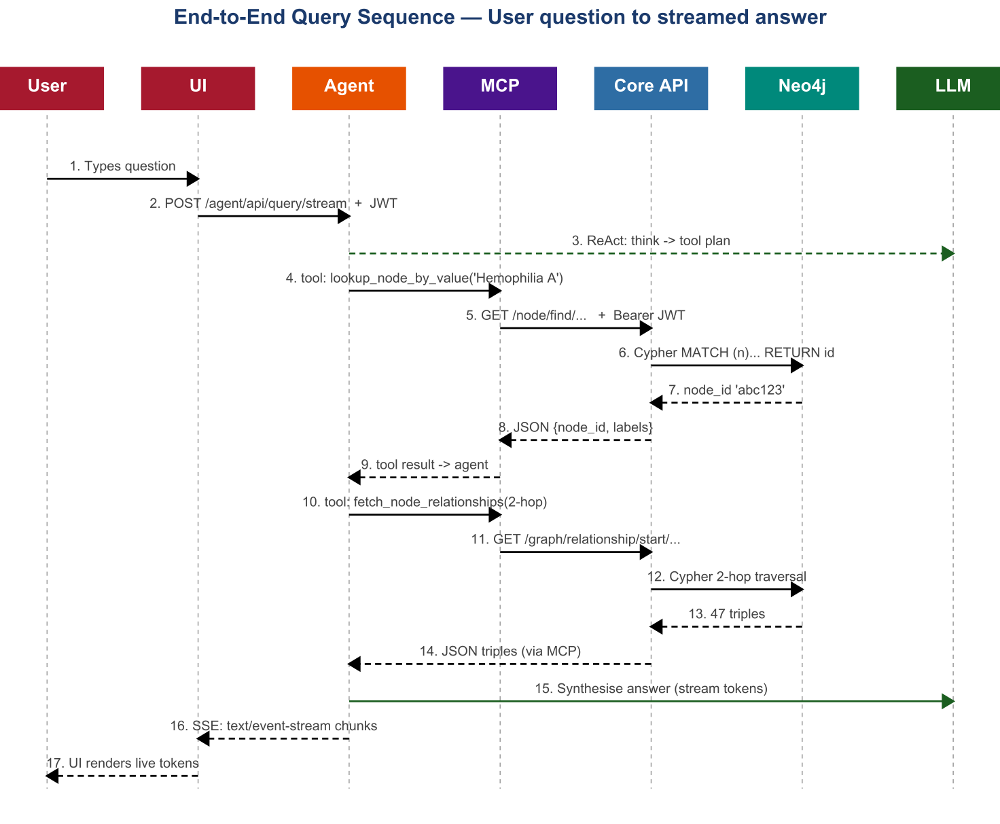 End-to-End Query Sequence — User question to streamed answer
User
UI
Agent
MCP
Core API
Neo4j
LLM
1. Types question
2. POST /agent/api/query/stream + JWT
3. ReAct: think -> tool plan
4. tool: lookup_node_by_value('Hemophilia A')
5. GET /node/find/... + Bearer JWT
6. Cypher MATCH (n)... RETURN id
7. node_id 'abc123'
8. JSON {node_id, labels}
9. tool result -> agent
10. tool: fetch_node_relationships(2-hop)
11. GET /graph/relationship/start/...
12. Cypher 2-hop traversal
13. 47 triples
14. JSON triples (via MCP)
15. Synthesise answer (stream tokens)
16. SSE: text/event-stream chunks
17. UI renders live tokens